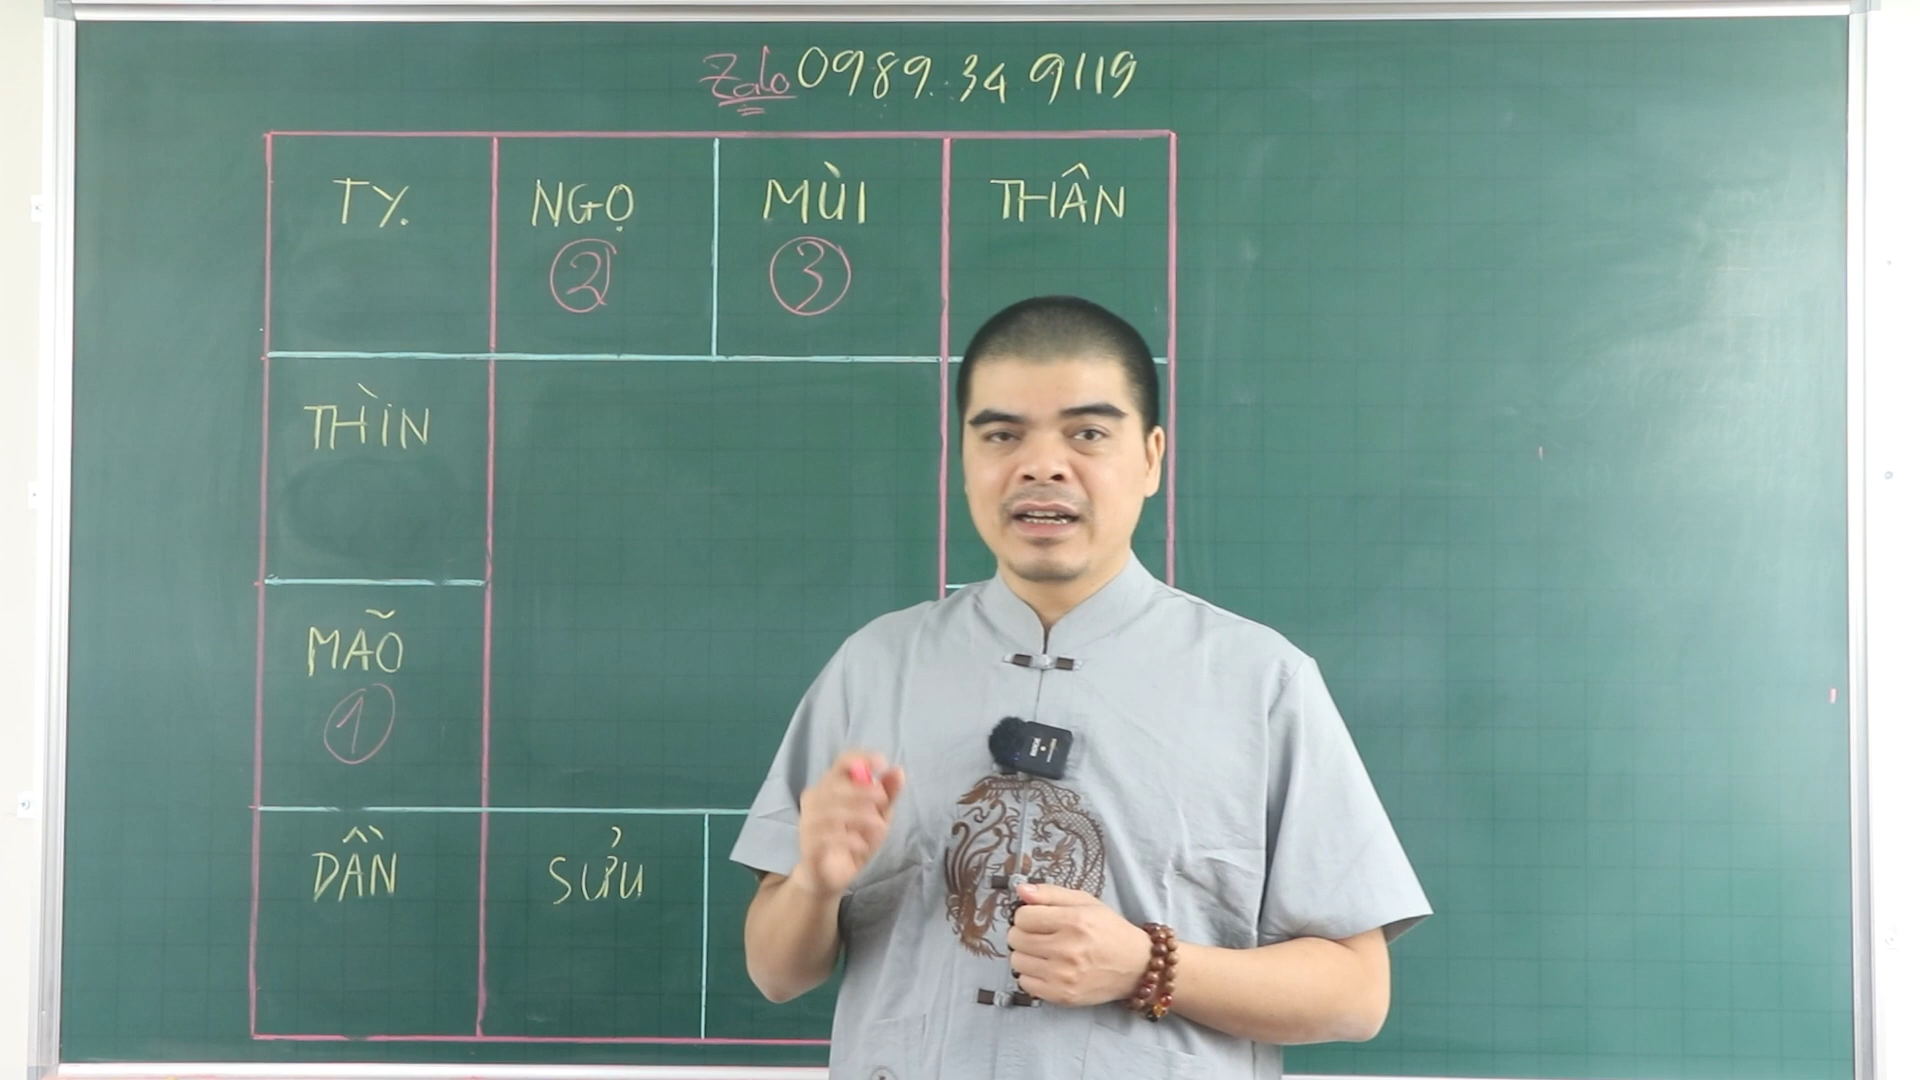 Zalo 0989.34 9119
TY.
NGỌ
MÙI
THÂN
②
③
THÌN
MÃO
①
DẦN
SỬU